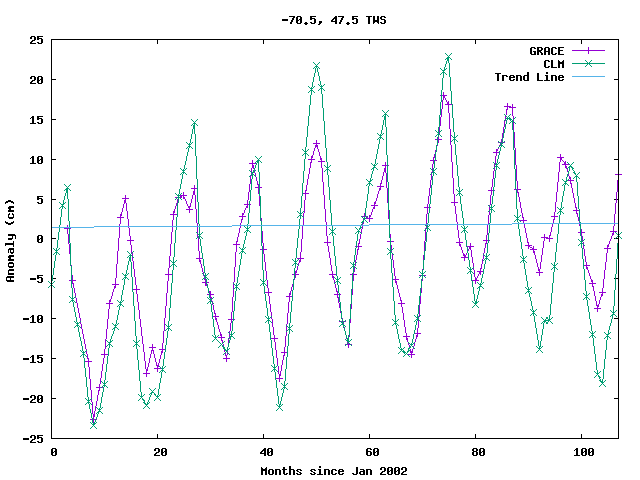 -70.5, 47.5 TWS
GRACE
CLM
Trend Line
25
20
15
10
5
0
-5
-10
-15
-20
-25
Anomaly (cm)
0 20 40 60 80 100
Months since Jan 2002